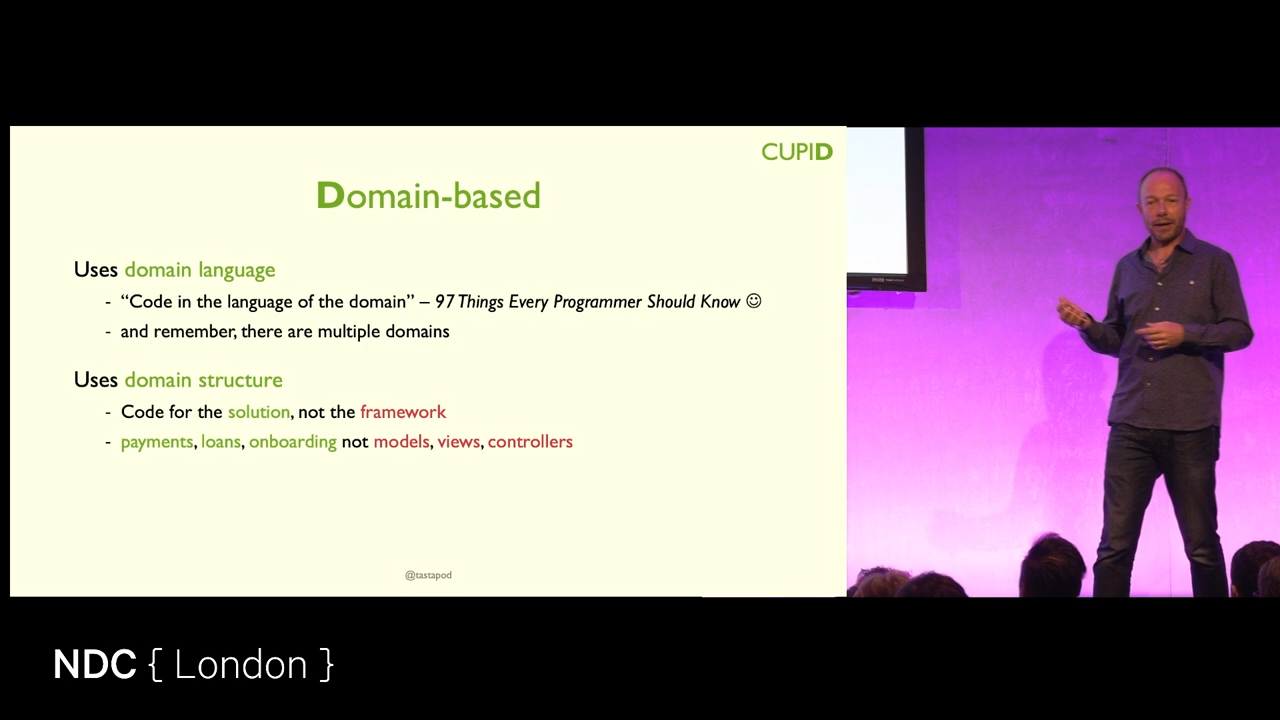 CUPID
Domain-based
Uses domain language
- “Code in the language of the domain” – 97 Things Every Programmer Should Know ☺
- and remember, there are multiple domains
Uses domain structure
- Code for the solution, not the framework
- payments, loans, onboarding not models, views, controllers
@tastapod
NDC { London }